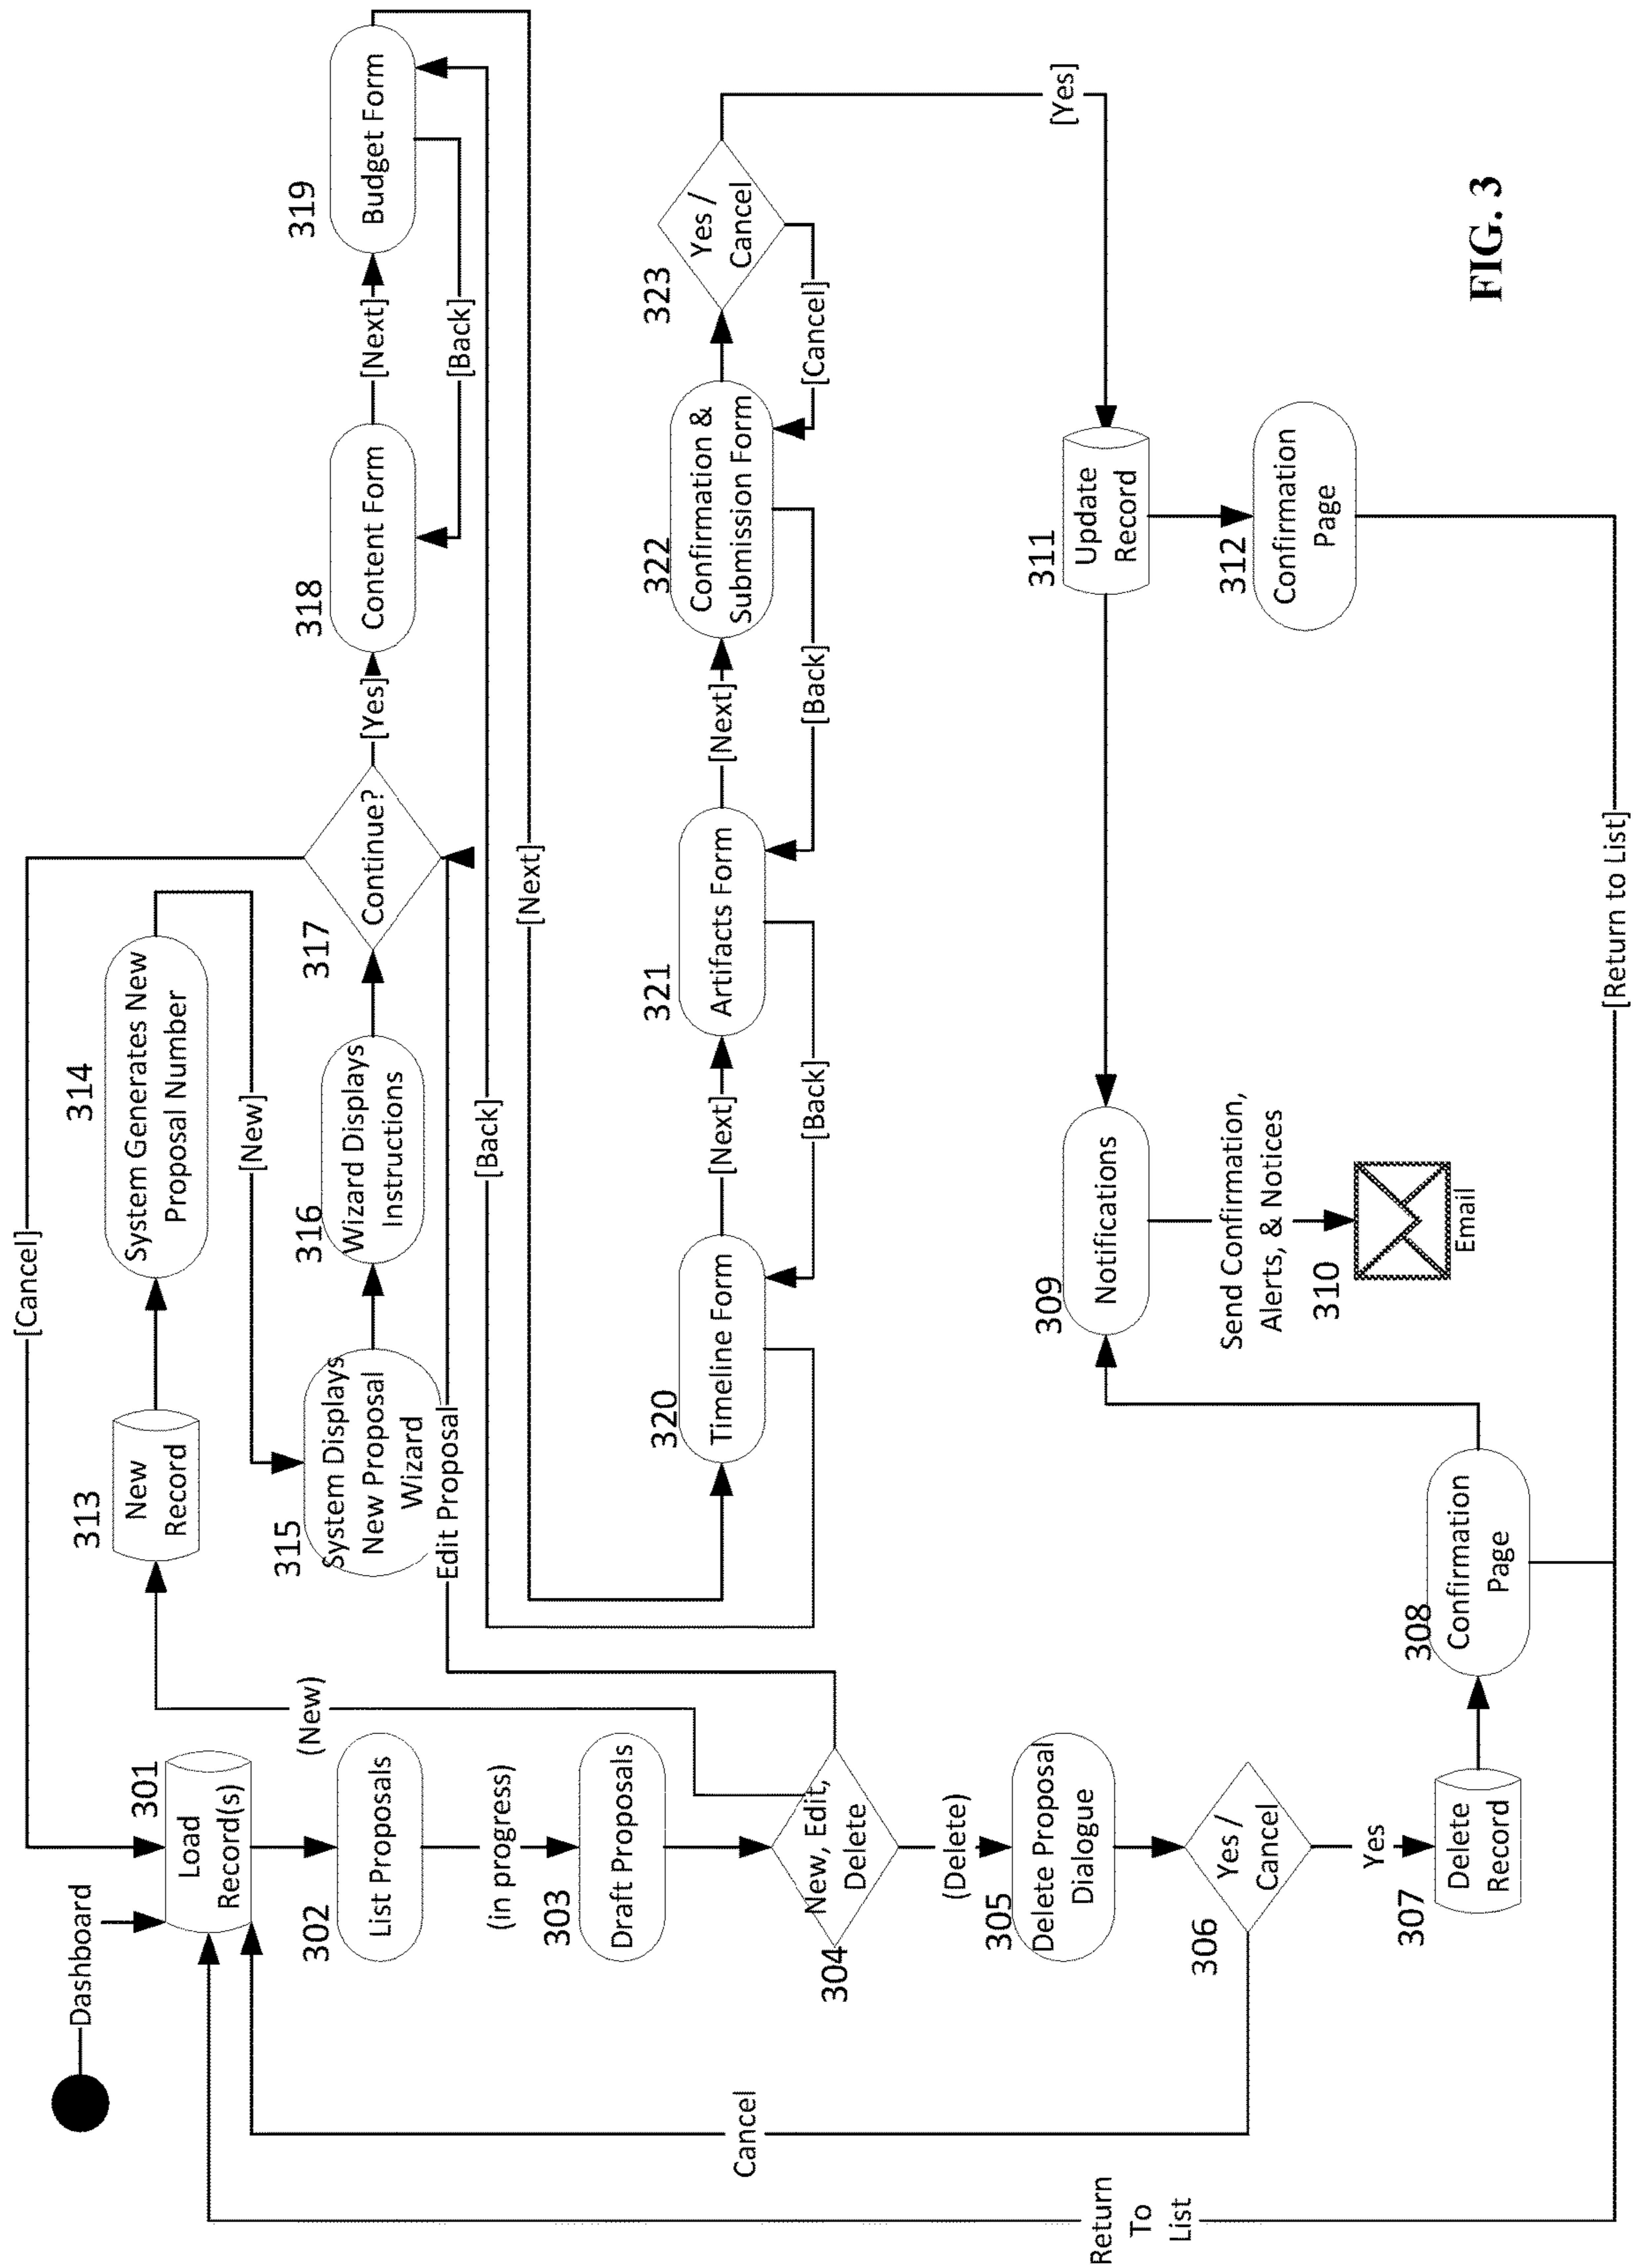 Dashboard
[Cancel]
301
Load
Record(s)
(New)
313
New
Record
314
System Generates New
Proposal Number
[New]
302
List Proposals
315
System Displays
New Proposal
Wizard
316
Wizard Displays
Instructions
317
Continue?
[Yes]
318
Content Form
[Next]
319
Budget Form
[Back]
Edit Proposal
[Back]
[Next]
(in progress)
303
Draft Proposals
320
Timeline Form
[Next]
321
Artifacts Form
[Next]
322
Confirmation &
Submission Form
323
Yes /
Cancel
[Back]
[Back]
[Cancel]
304
New, Edit,
Delete
(Delete)
305
Delete Proposal
Dialogue
309
Notifications
311
Update
Record
[Yes]
Cancel
306
Yes /
Cancel
Send Confirmation,
Alerts, & Notices
312
Confirmation
Page
310
Email
Yes
307
Delete
Record
308
Confirmation
Page
Return
To
List
[Return to List]
FIG. 3